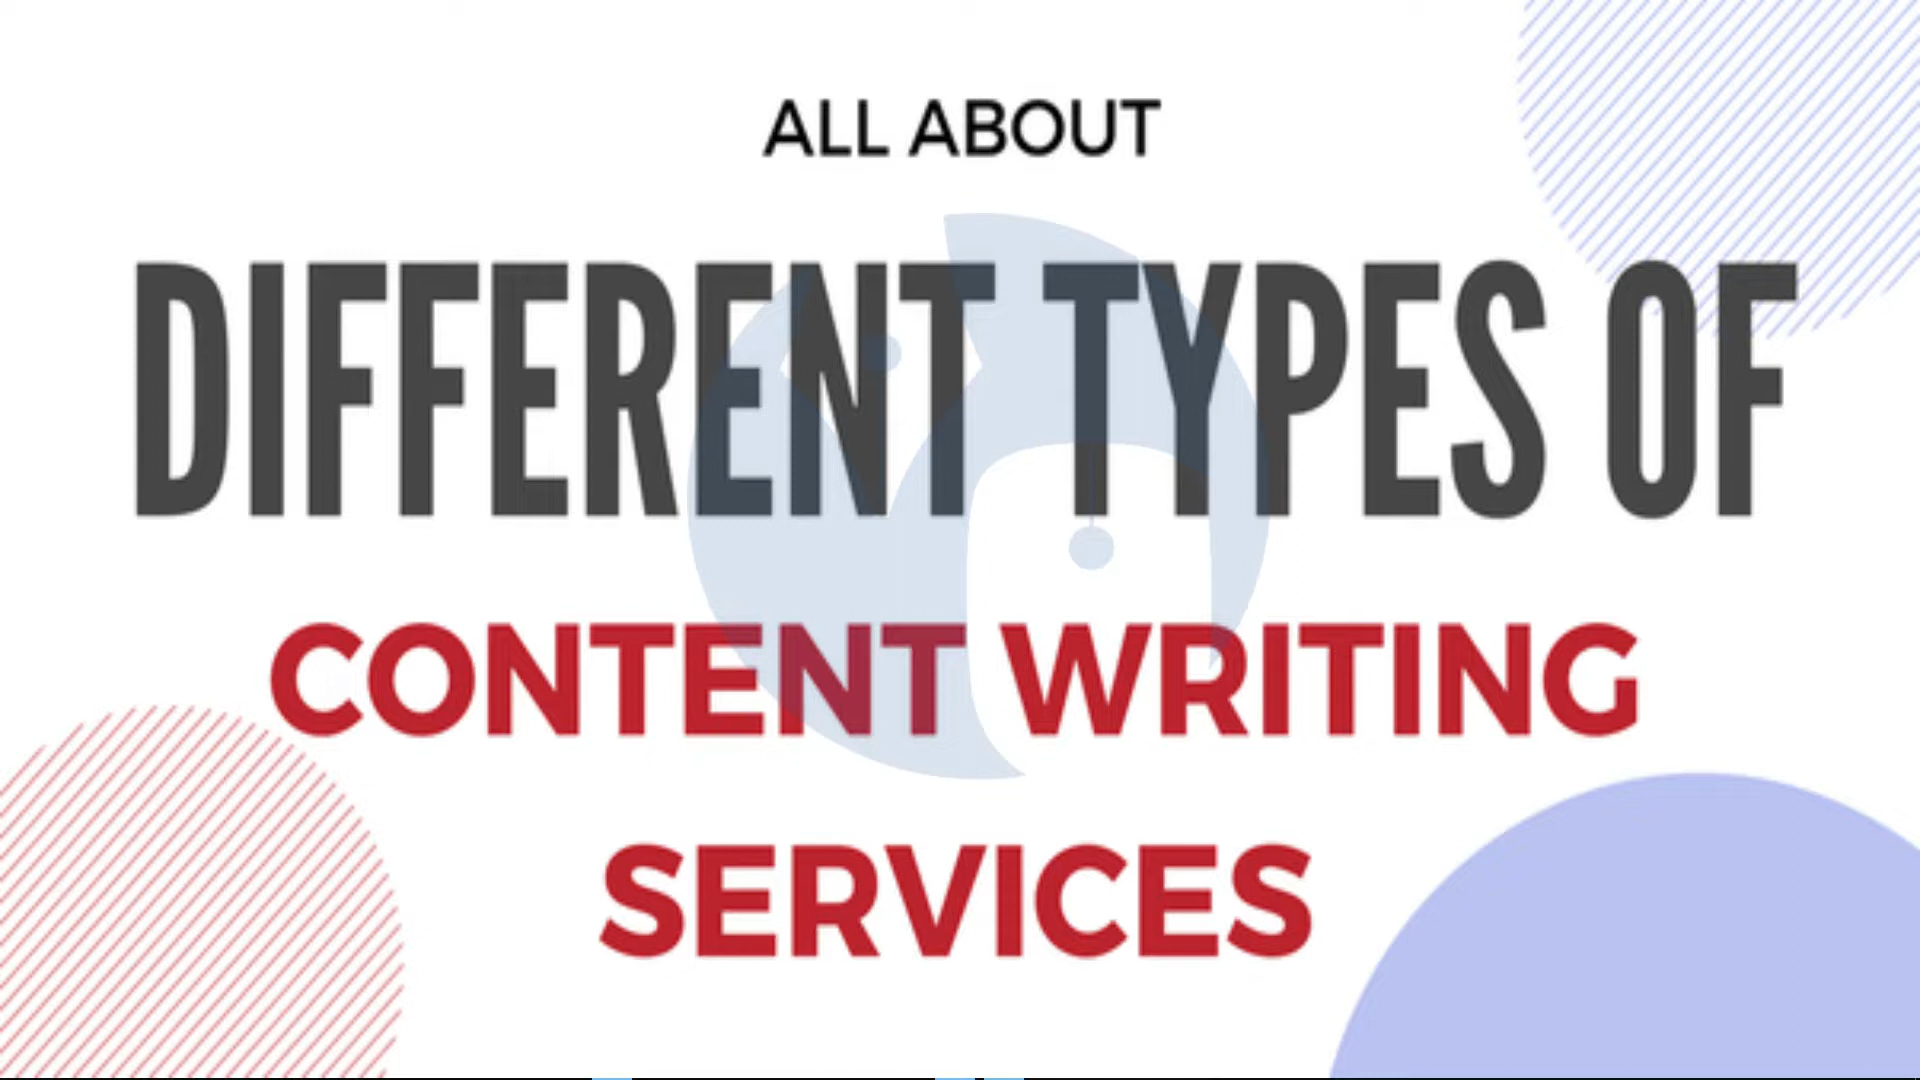 ALL ABOUT
DIFFERENT TYPES OF
CONTENT WRITING
SERVICES